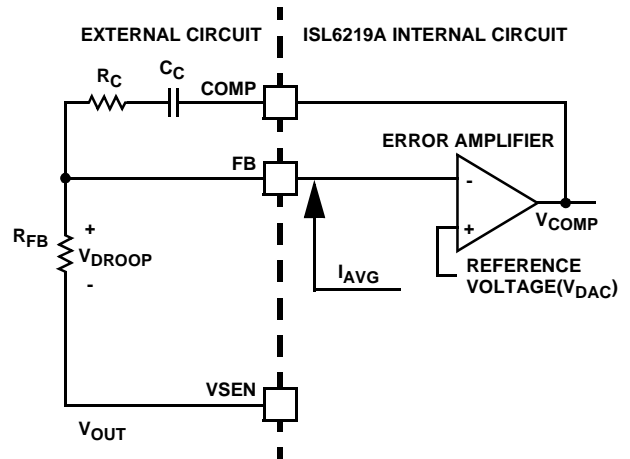 EXTERNAL CIRCUIT
ISL6219A INTERNAL CIRCUIT
RC
CC
COMP
ERROR AMPLIFIER
FB
-
+
VCOMP
RFB
+
VDROOP
-
IAVG
REFERENCE
VOLTAGE(VDAC)
VSEN
VOUT